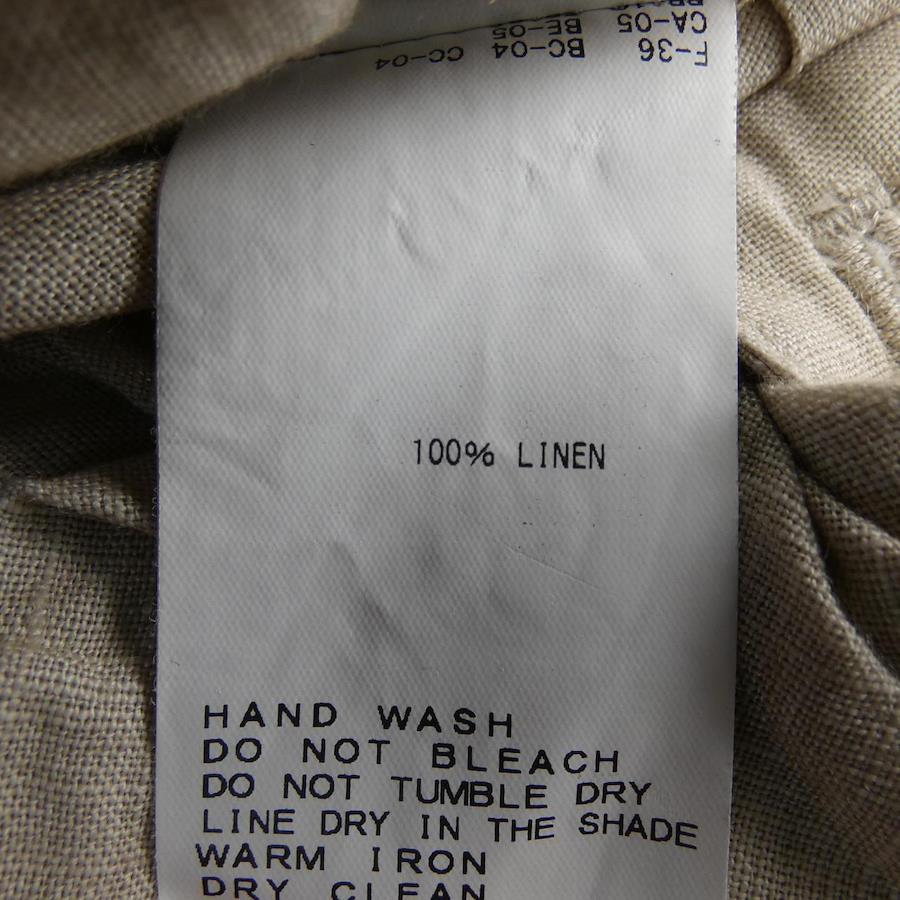 F-36 BC-04 CC-04
CA-05 BE-05
100% LINEN
HAND WASH
DO NOT BLEACH
DO NOT TUMBLE DRY
LINE DRY IN THE SHADE
WARM IRON
DRY CLEAN